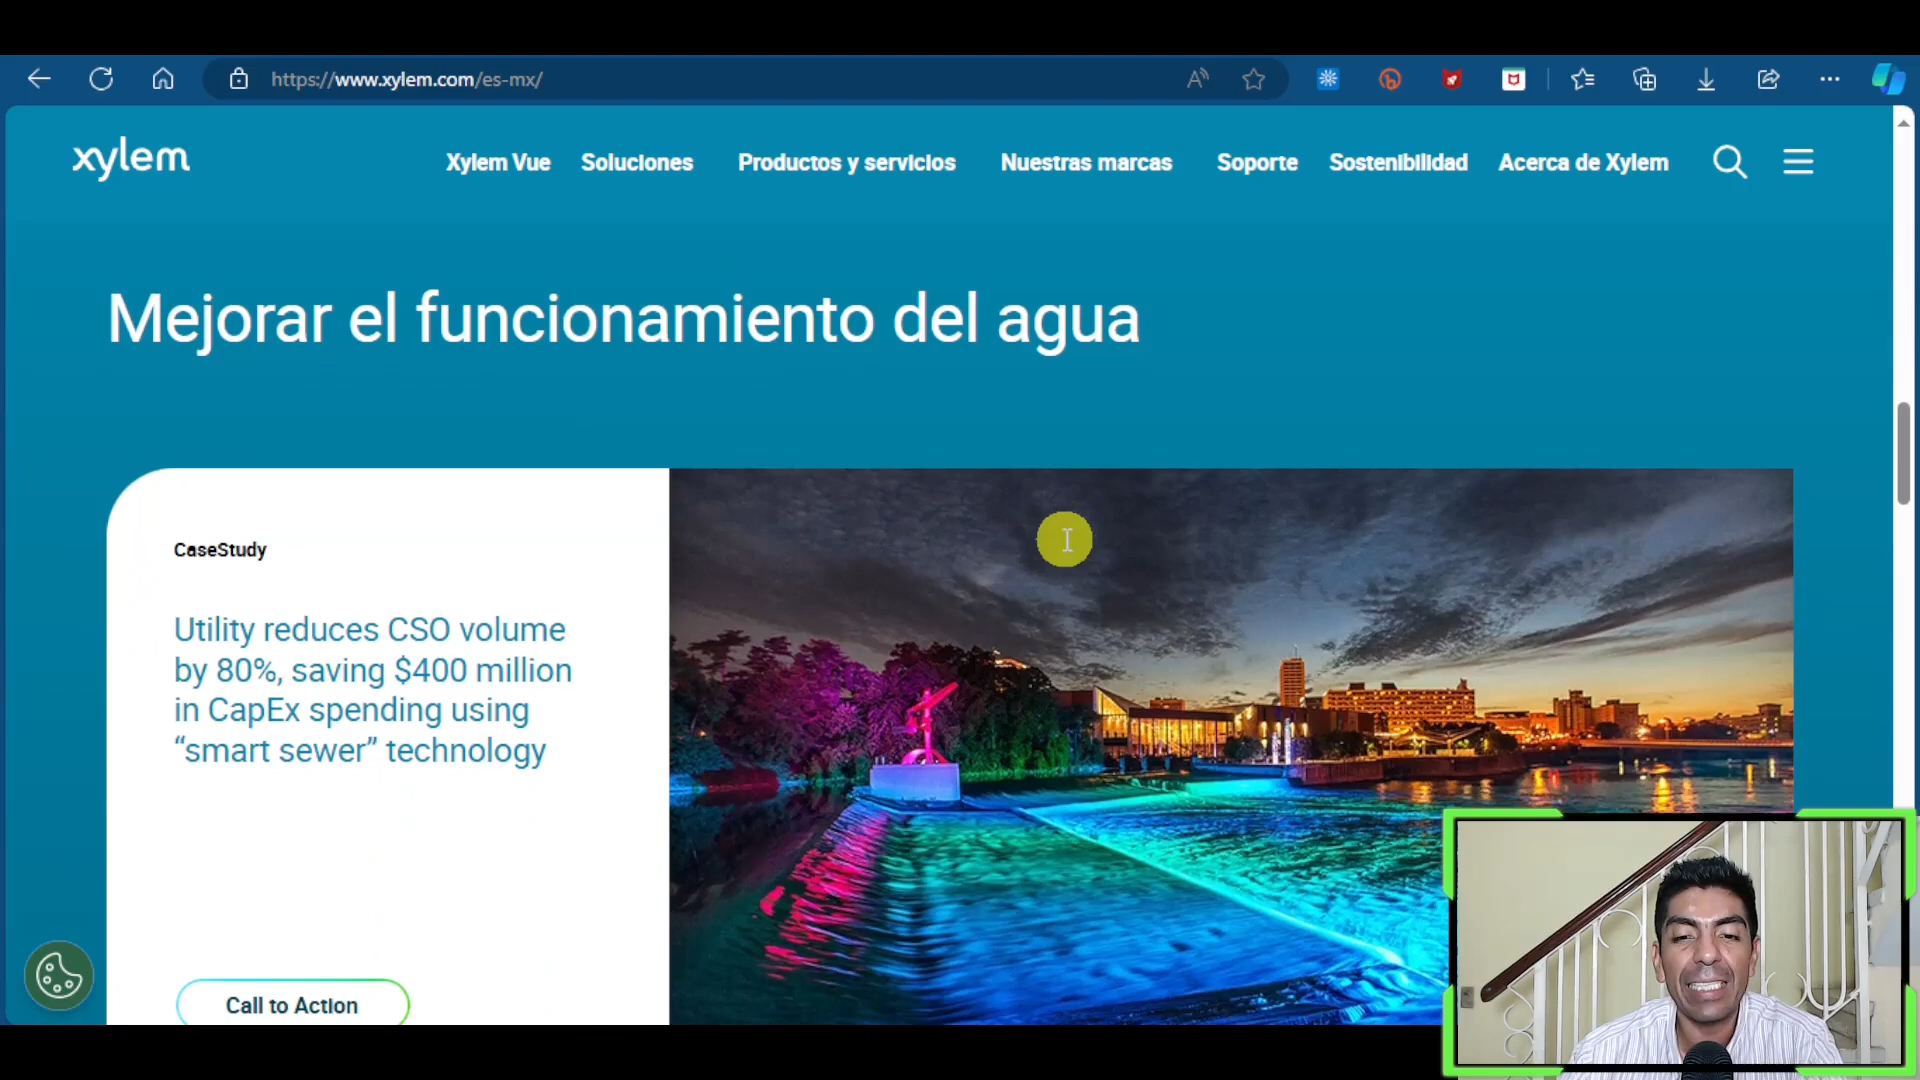 https://www.xylem.com/es-mx/
xylem
Xylem Vue Soluciones Productos y servicios Nuestras marcas Soporte Sostenibilidad Acerca de Xylem
Mejorar el funcionamiento del agua
CaseStudy
Utility reduces CSO volume
by 80%, saving $400 million
in CapEx spending using
“smart sewer” technology
Call to Action